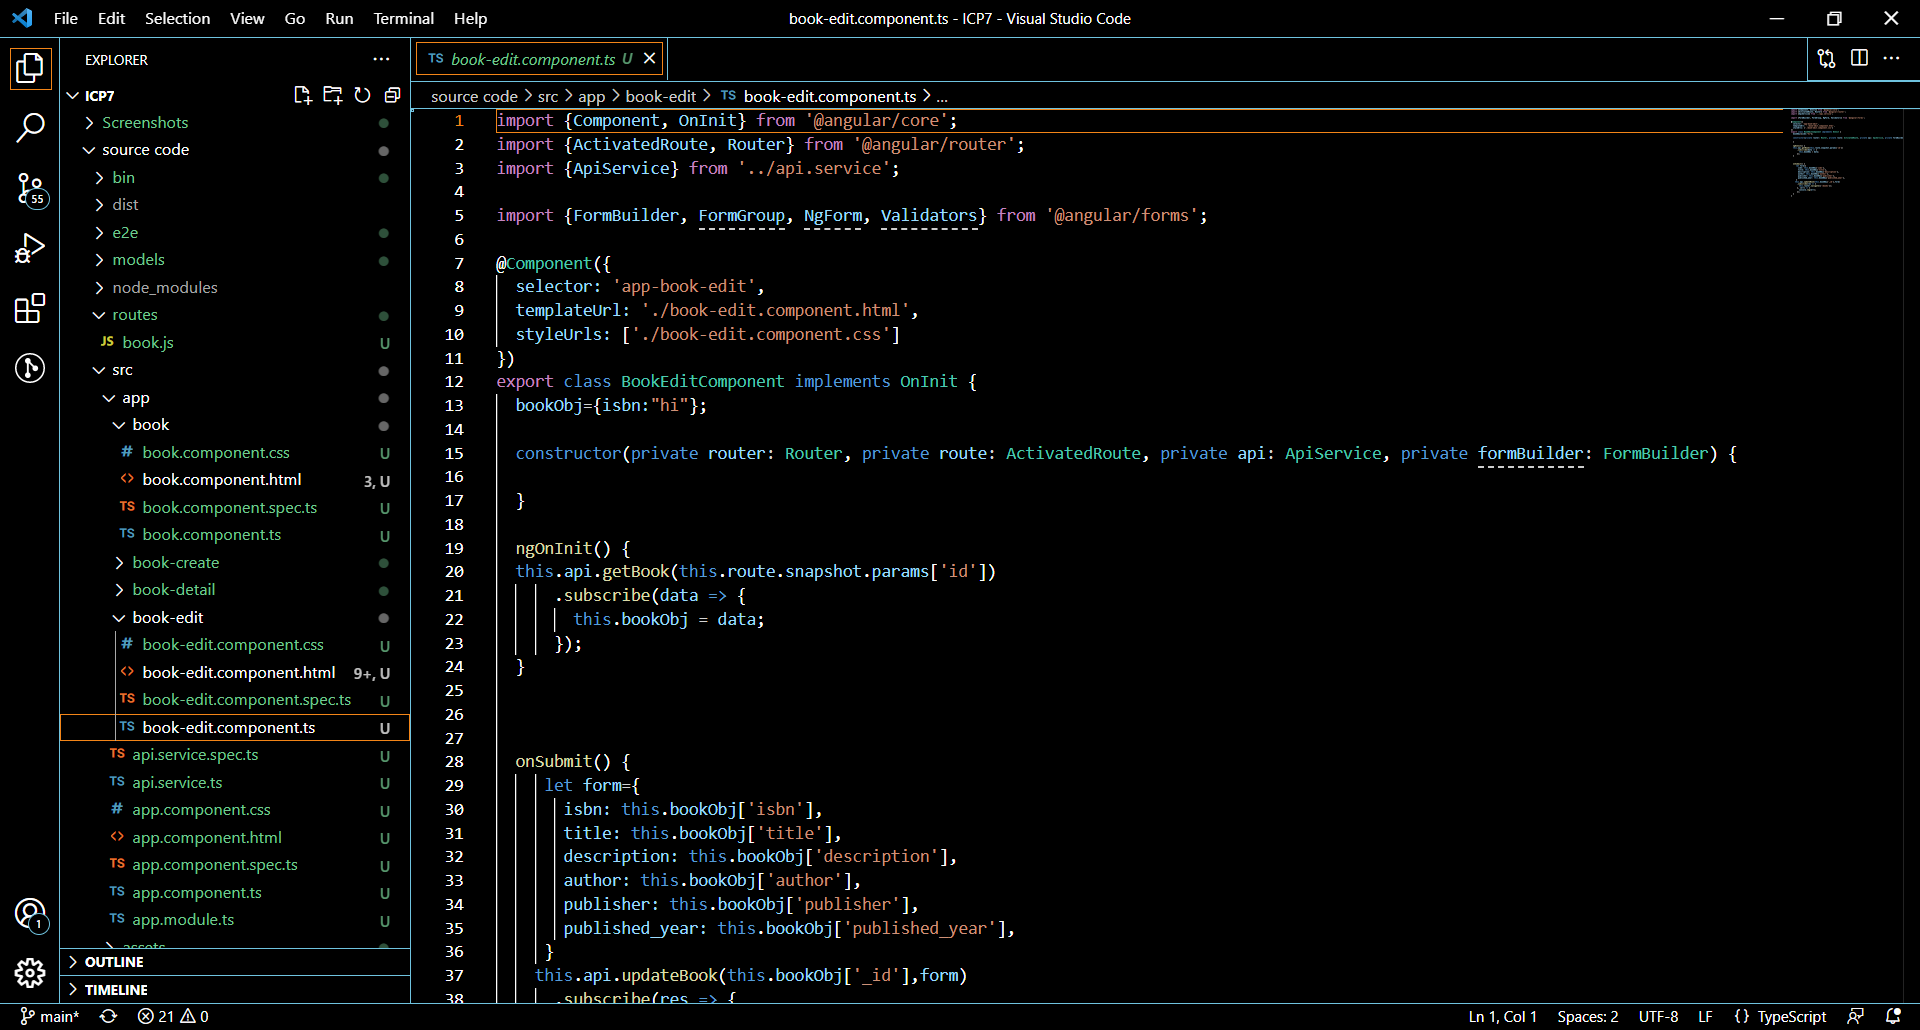 File Edit Selection View Go Run Terminal Help
book-edit.component.ts - ICP7 - Visual Studio Code
EXPLORER
ICP7
Screenshots
source code
bin
dist
e2e
models
node_modules
routes
JS book.js U
src
app
book
# book.component.css U
<> book.component.html 3, U
TS book.component.spec.ts U
TS book.component.ts U
book-create
book-detail
book-edit
# book-edit.component.css U
<> book-edit.component.html 9+, U
TS book-edit.component.spec.ts U
TS book-edit.component.ts U
TS api.service.spec.ts U
TS api.service.ts U
# app.component.css U
<> app.component.html U
TS app.component.spec.ts U
TS app.component.ts U
TS app.module.ts U
assets
OUTLINE
TIMELINE
55
1
TS book-edit.component.ts U
source code > src > app > book-edit > TS book-edit.component.ts > ...
1 import {Component, OnInit} from '@angular/core';
2 import {ActivatedRoute, Router} from '@angular/router';
3 import {ApiService} from '../api.service';
4
5 import {FormBuilder, FormGroup, NgForm, Validators} from '@angular/forms';
6
7 @Component({
8 selector: 'app-book-edit',
9 templateUrl: './book-edit.component.html',
10 styleUrls: ['./book-edit.component.css']
11 })
12 export class BookEditComponent implements OnInit {
13 bookObj={isbn:"hi"};
14
15 constructor(private router: Router, private route: ActivatedRoute, private api: ApiService, private formBuilder: FormBuilder) {
16
17 }
18
19 ngOnInit() {
20 this.api.getBook(this.route.snapshot.params['id'])
21 .subscribe(data => {
22 this.bookObj = data;
23 });
24 }
25
26
27
28 onSubmit() {
29 let form={
30 isbn: this.bookObj['isbn'],
31 title: this.bookObj['title'],
32 description: this.bookObj['description'],
33 author: this.bookObj['author'],
34 publisher: this.bookObj['publisher'],
35 published_year: this.bookObj['published_year'],
36 }
37 this.api.updateBook(this.bookObj['_id'],form)
38 .subscribe(res => {
main* 21 0
Ln 1, Col 1 Spaces: 2 UTF-8 LF {} TypeScript